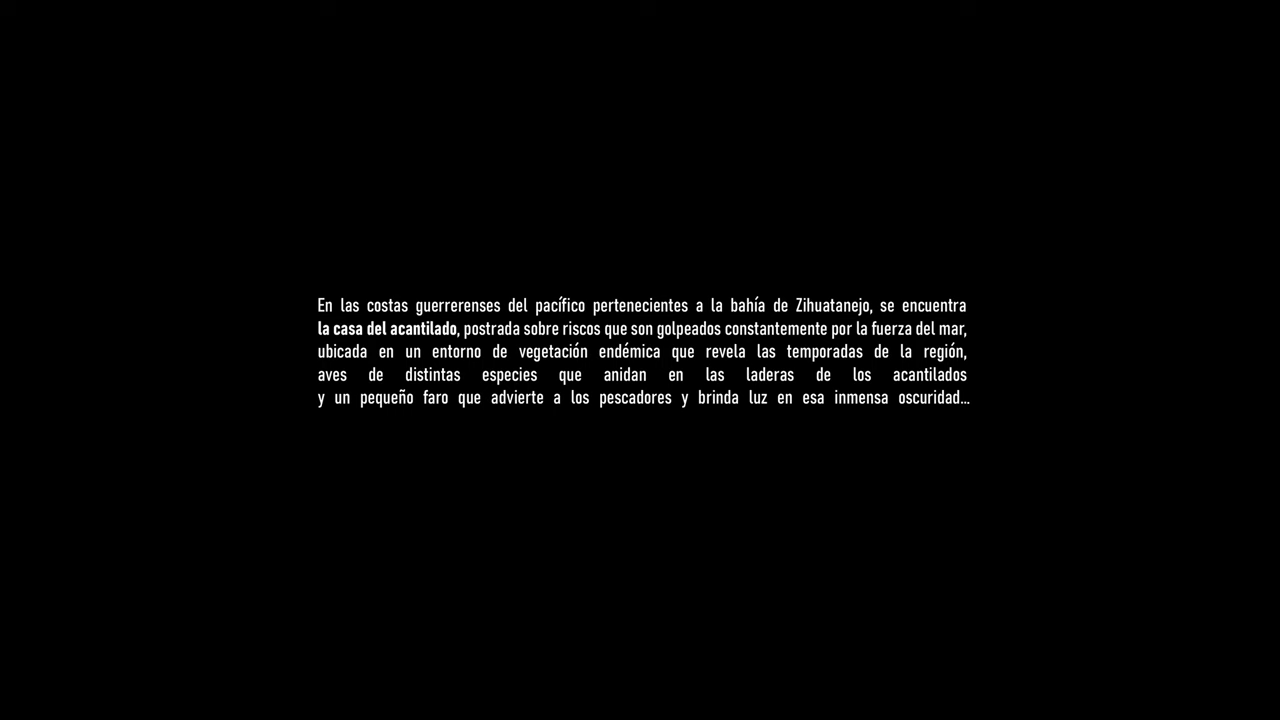 En las costas guerrerenses del pacífico pertenecientes a la bahía de Zihuatanejo, se encuentra
la casa del acantilado, postrada sobre riscos que son golpeados constantemente por la fuerza del mar,
ubicada en un entorno de vegetación endémica que revela las temporadas de la región,
aves de distintas especies que anidan en las laderas de los acantilados
y un pequeño faro que advierte a los pescadores y brinda luz en esa inmensa oscuridad...